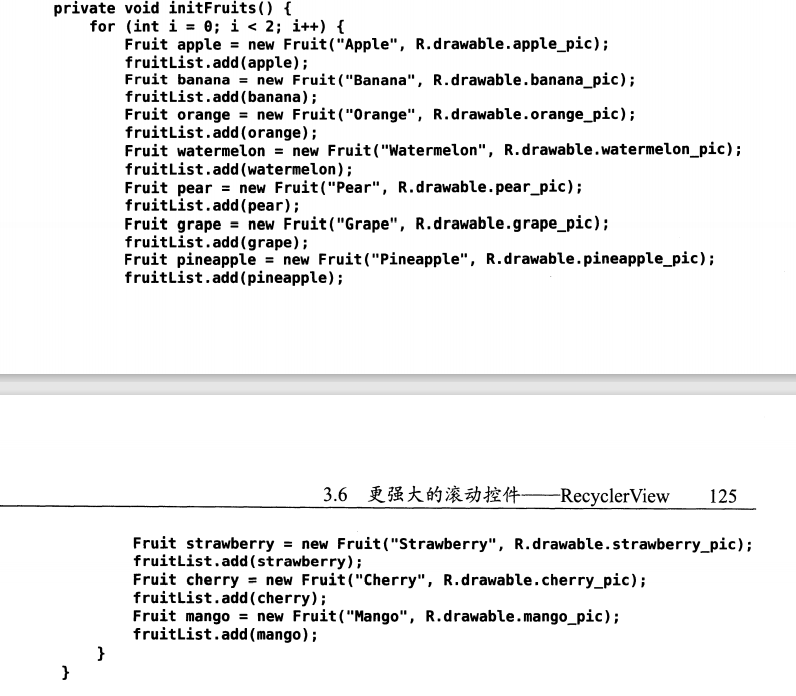 private void initFruits() {
for (int i = 0; i < 2; i++) {
Fruit apple = new Fruit("Apple", R.drawable.apple_pic);
fruitList.add(apple);
Fruit banana = new Fruit("Banana", R.drawable.banana_pic);
fruitList.add(banana);
Fruit orange = new Fruit("Orange", R.drawable.orange_pic);
fruitList.add(orange);
Fruit watermelon = new Fruit("Watermelon", R.drawable.watermelon_pic);
fruitList.add(watermelon);
Fruit pear = new Fruit("Pear", R.drawable.pear_pic);
fruitList.add(pear);
Fruit grape = new Fruit("Grape", R.drawable.grape_pic);
fruitList.add(grape);
Fruit pineapple = new Fruit("Pineapple", R.drawable.pineapple_pic);
fruitList.add(pineapple);
3.6 更强大的滚动控件——RecyclerView 125
Fruit strawberry = new Fruit("Strawberry", R.drawable.strawberry_pic);
fruitList.add(strawberry);
Fruit cherry = new Fruit("Cherry", R.drawable.cherry_pic);
fruitList.add(cherry);
Fruit mango = new Fruit("Mango", R.drawable.mango_pic);
fruitList.add(mango);
}
}